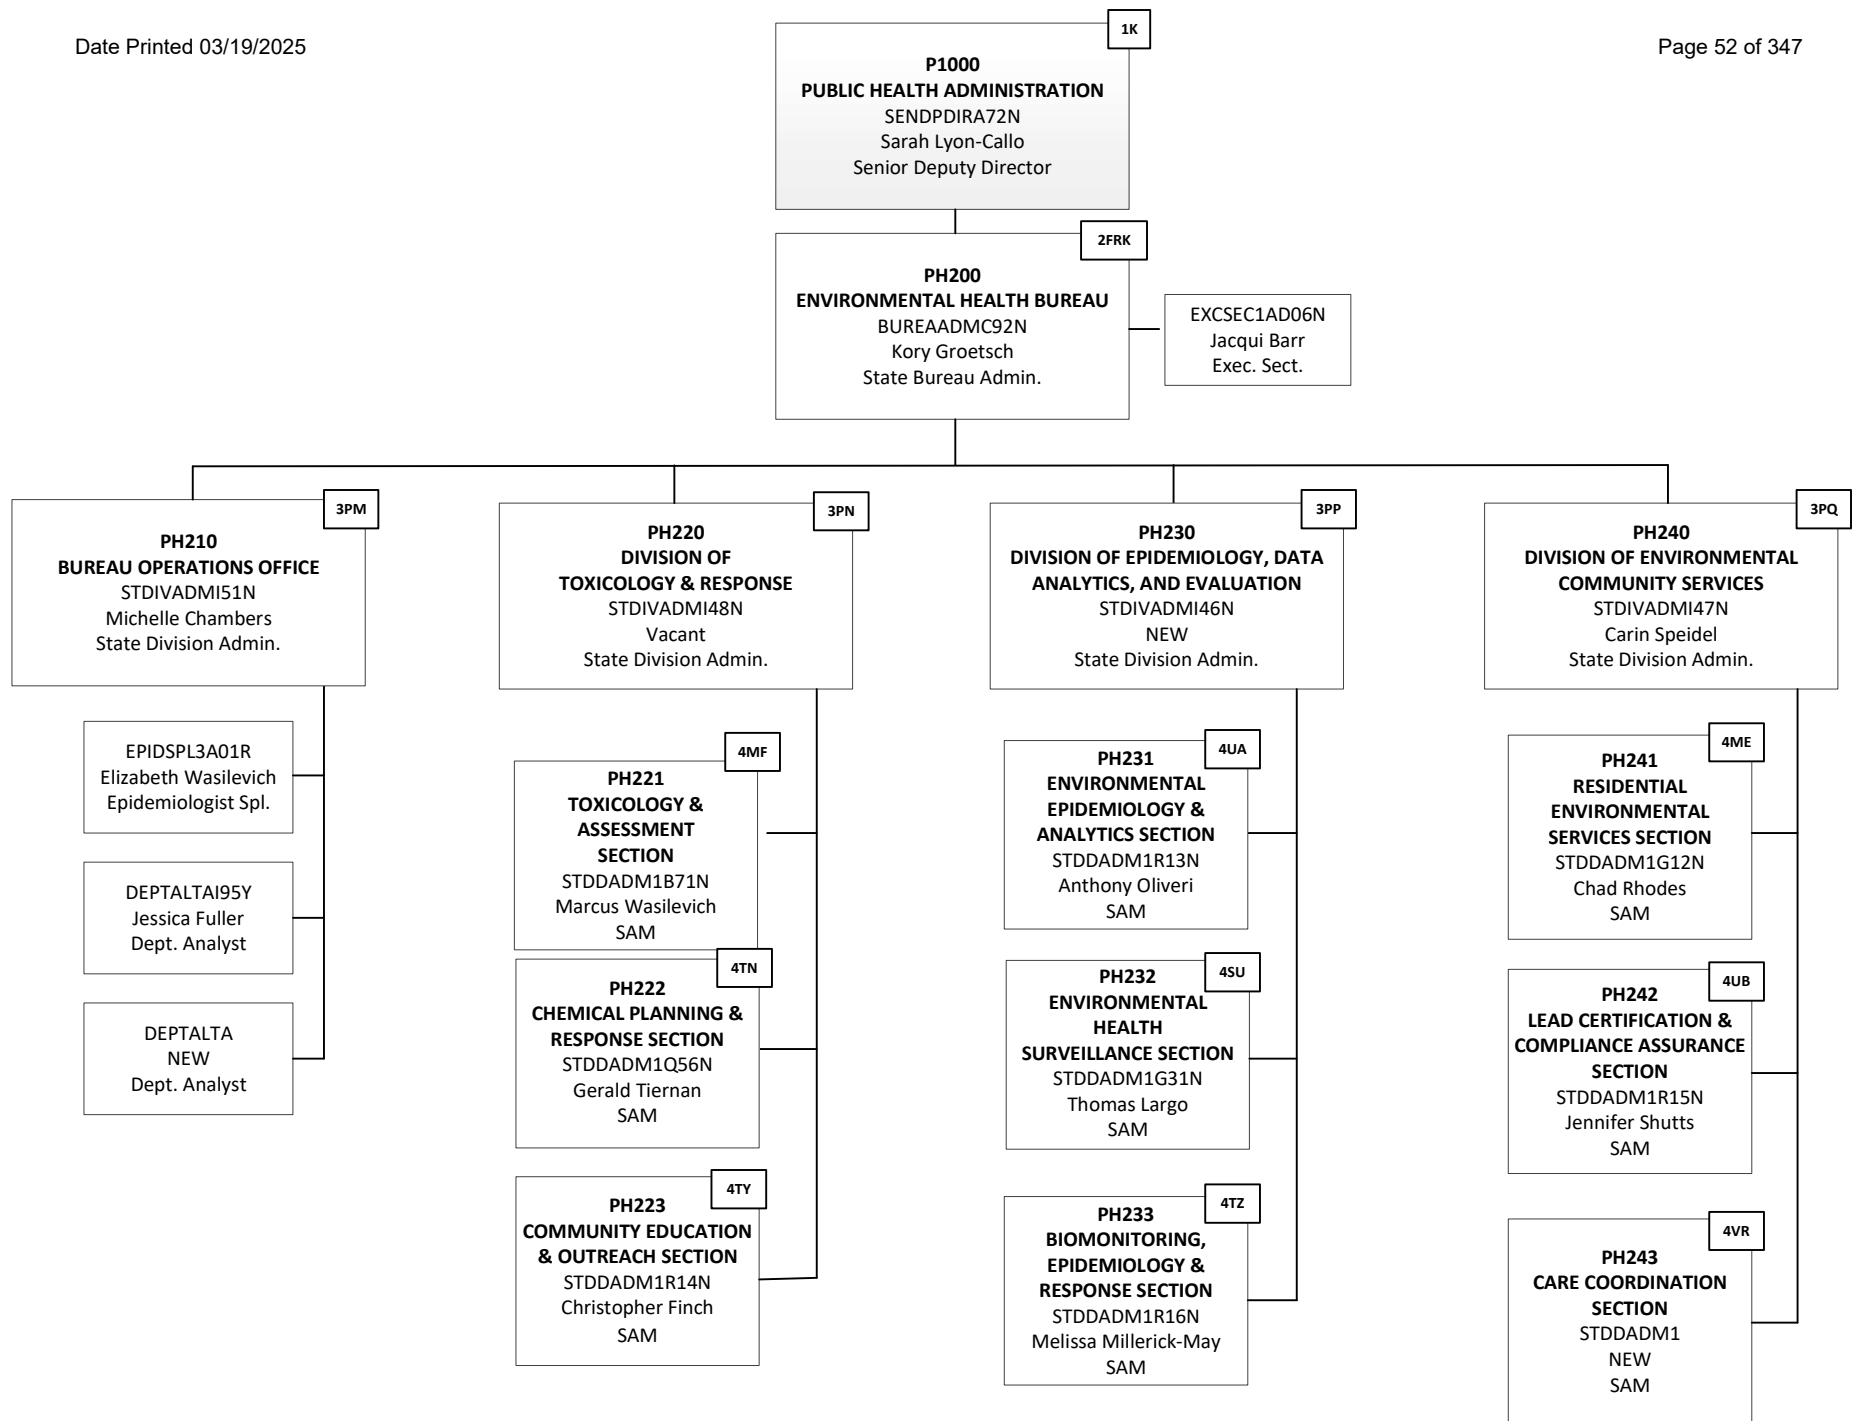 Date Printed 03/19/2025
Page 52 of 347
1K
P1000
PUBLIC HEALTH ADMINISTRATION
SENDPDIRA72N
Sarah Lyon-Callo
Senior Deputy Director
2FRK
PH200
ENVIRONMENTAL HEALTH BUREAU
BUREAADMC92N
Kory Groetsch
State Bureau Admin.
EXCSEC1AD06N
Jacqui Barr
Exec. Sect.
3PM
PH210
BUREAU OPERATIONS OFFICE
STDIVADMI51N
Michelle Chambers
State Division Admin.
EPIDSPL3A01R
Elizabeth Wasilevich
Epidemiologist Spl.
DEPTALTAI95Y
Jessica Fuller
Dept. Analyst
DEPTALTA
NEW
Dept. Analyst
3PN
PH220
DIVISION OF
TOXICOLOGY & RESPONSE
STDIVADMI48N
Vacant
State Division Admin.
4MF
PH221
TOXICOLOGY &
ASSESSMENT
SECTION
STDDADM1B71N
Marcus Wasilevich
SAM
4TN
PH222
CHEMICAL PLANNING &
RESPONSE SECTION
STDDADM1Q56N
Gerald Tiernan
SAM
4TY
PH223
COMMUNITY EDUCATION
& OUTREACH SECTION
STDDADM1R14N
Christopher Finch
SAM
3PP
PH230
DIVISION OF EPIDEMIOLOGY, DATA
ANALYTICS, AND EVALUATION
STDIVADMI46N
NEW
State Division Admin.
4UA
PH231
ENVIRONMENTAL
EPIDEMIOLOGY &
ANALYTICS SECTION
STDDADM1R13N
Anthony Oliveri
SAM
4SU
PH232
ENVIRONMENTAL
HEALTH
SURVEILLANCE SECTION
STDDADM1G31N
Thomas Largo
SAM
4TZ
PH233
BIOMONITORING,
EPIDEMIOLOGY &
RESPONSE SECTION
STDDADM1R16N
Melissa Millerick-May
SAM
3PQ
PH240
DIVISION OF ENVIRONMENTAL
COMMUNITY SERVICES
STDIVADMI47N
Carin Speidel
State Division Admin.
4ME
PH241
RESIDENTIAL
ENVIRONMENTAL
SERVICES SECTION
STDDADM1G12N
Chad Rhodes
SAM
4UB
PH242
LEAD CERTIFICATION &
COMPLIANCE ASSURANCE
SECTION
STDDADM1R15N
Jennifer Shutts
SAM
4VR
PH243
CARE COORDINATION
SECTION
STDDADM1
NEW
SAM